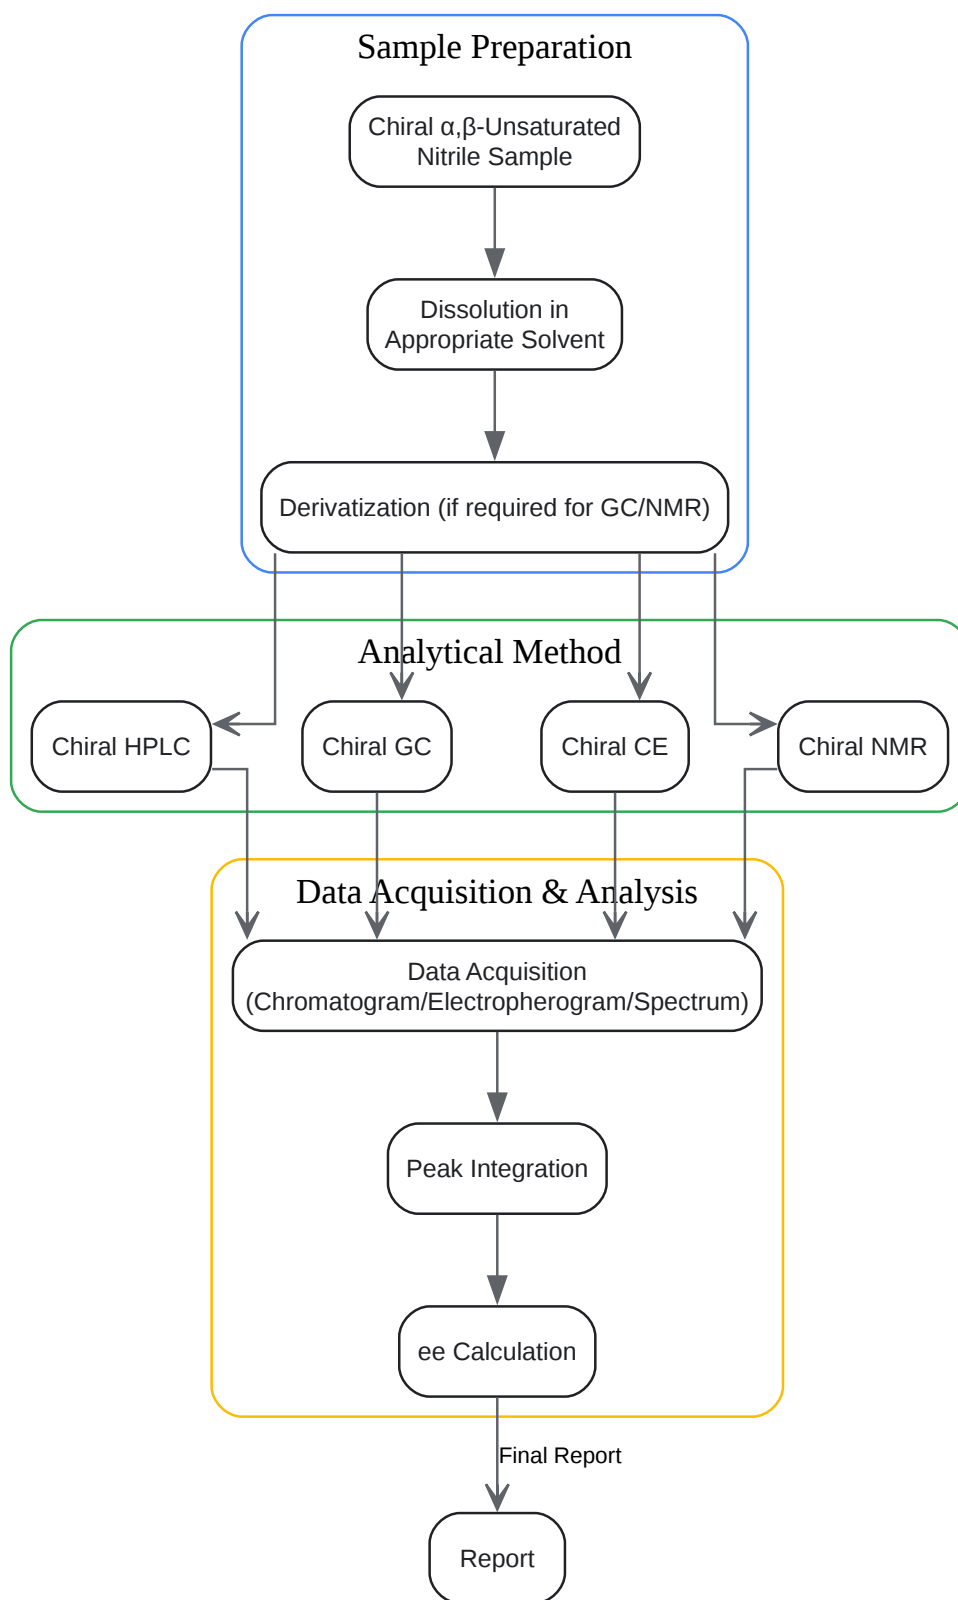 Sample Preparation
Chiral α,β-Unsaturated
Nitrile Sample
Dissolution in
Appropriate Solvent
Derivatization (if required for GC/NMR)
Analytical Method
Chiral HPLC
Chiral GC
Chiral CE
Chiral NMR
Data Acquisition & Analysis
Data Acquisition
(Chromatogram/Electropherogram/Spectrum)
Peak Integration
ee Calculation
Final Report
Report